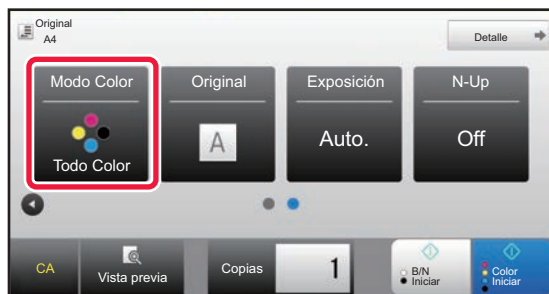 Original
A4
Detalle
Modo Color
Original
Exposición
N-Up
A
Auto.
Off
Todo Color
CA
Vista previa
Copias
1
B/N
Iniciar
Color
Iniciar